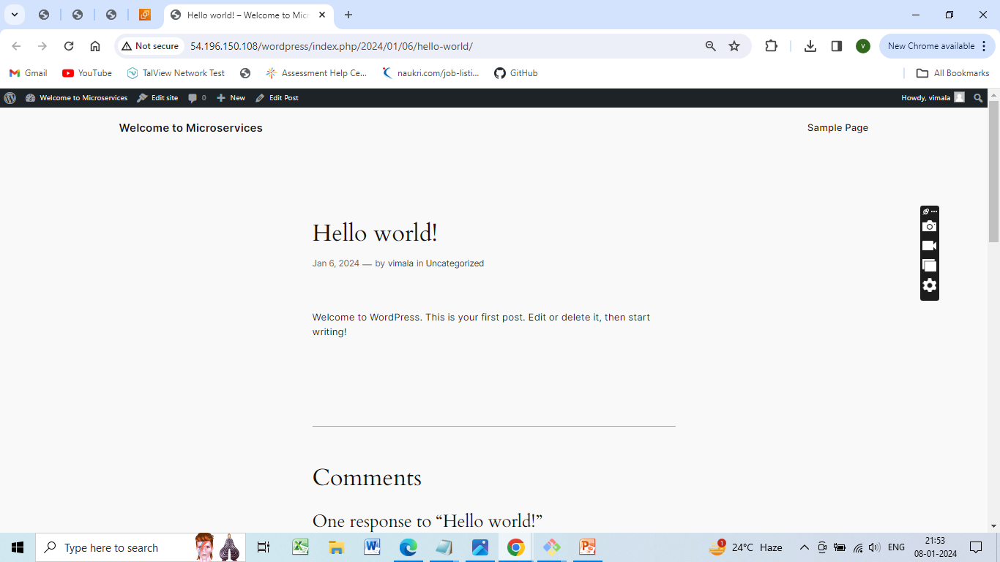 Hello world! – Welcome to Micr
Not secure
54.196.150.108/wordpress/index.php/2024/01/06/hello-world/
V
New Chrome available
Gmail
YouTube
TalView Network Test
Assessment Help Ce...
naukri.com/job-listi...
GitHub
All Bookmarks
Welcome to Microservices
Edit site
0
New
Edit Post
Howdy, vimala
Welcome to Microservices
Sample Page
Hello world!
Jan 6, 2024 — by vimala in Uncategorized
Welcome to WordPress. This is your first post. Edit or delete it, then start
writing!
Comments
One response to “Hello world!”
Type here to search
1
24°C Haze
ENG
21:53
08-01-2024